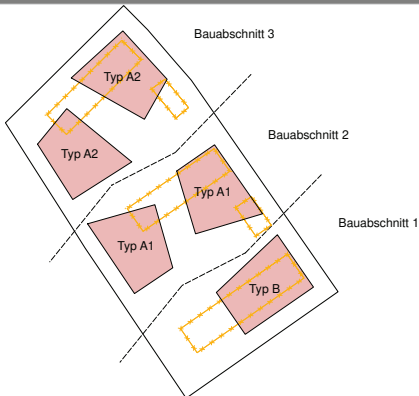 Bauabschnitt 3
Typ A2
Bauabschnitt 2
Typ A2
Typ A1
Bauabschnitt 1
Typ A1
Typ B